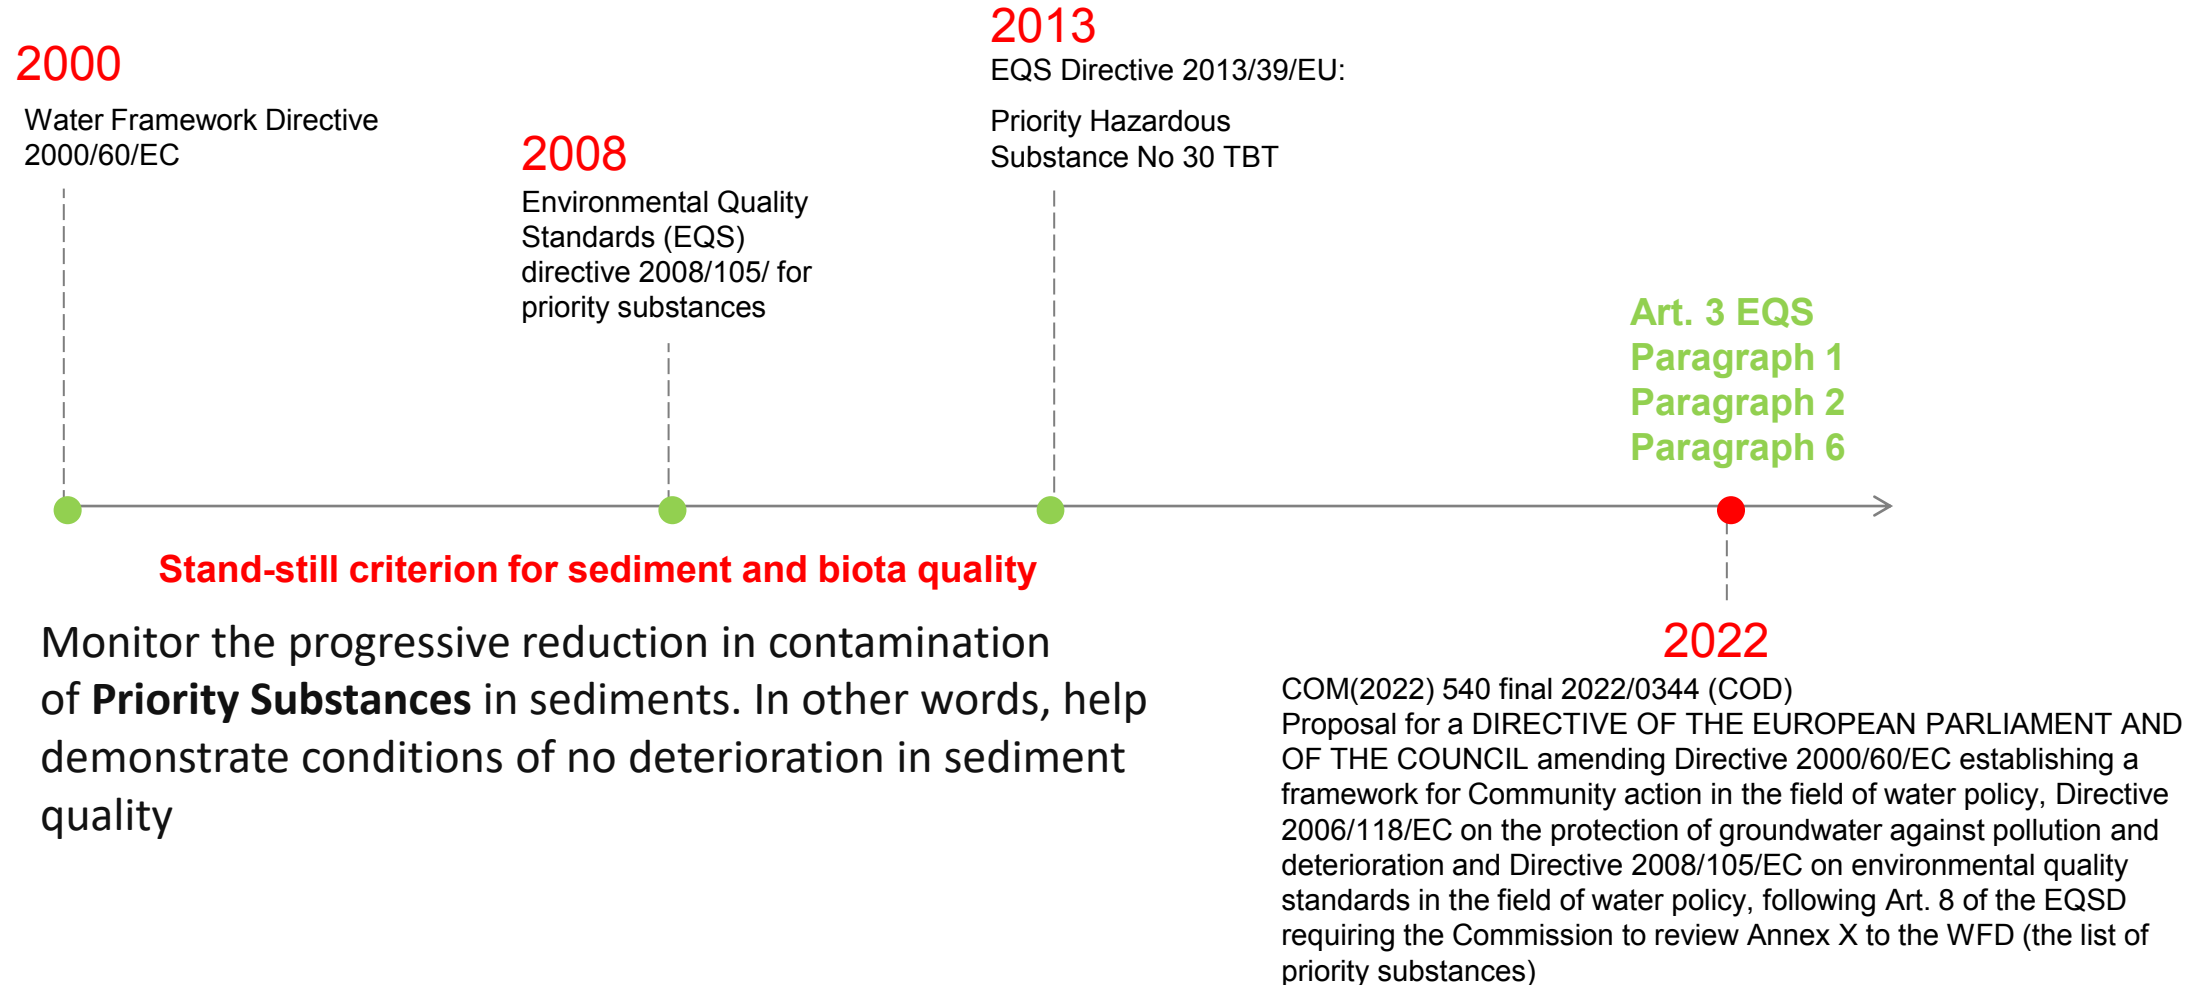 2000
Water Framework Directive
2000/60/EC
2008
Environmental Quality
Standards (EQS)
directive 2008/105/ for
priority substances
2013
EQS Directive 2013/39/EU:
Priority Hazardous
Substance No 30 TBT
Art. 3 EQS
Paragraph 1
Paragraph 2
Paragraph 6
Stand-still criterion for sediment and biota quality
Monitor the progressive reduction in contamination
of Priority Substances in sediments. In other words, help
demonstrate conditions of no deterioration in sediment
quality
2022
COM(2022) 540 final 2022/0344 (COD)
Proposal for a DIRECTIVE OF THE EUROPEAN PARLIAMENT AND
OF THE COUNCIL amending Directive 2000/60/EC establishing a
framework for Community action in the field of water policy, Directive
2006/118/EC on the protection of groundwater against pollution and
deterioration and Directive 2008/105/EC on environmental quality
standards in the field of water policy, following Art. 8 of the EQSD
requiring the Commission to review Annex X to the WFD (the list of
priority substances)